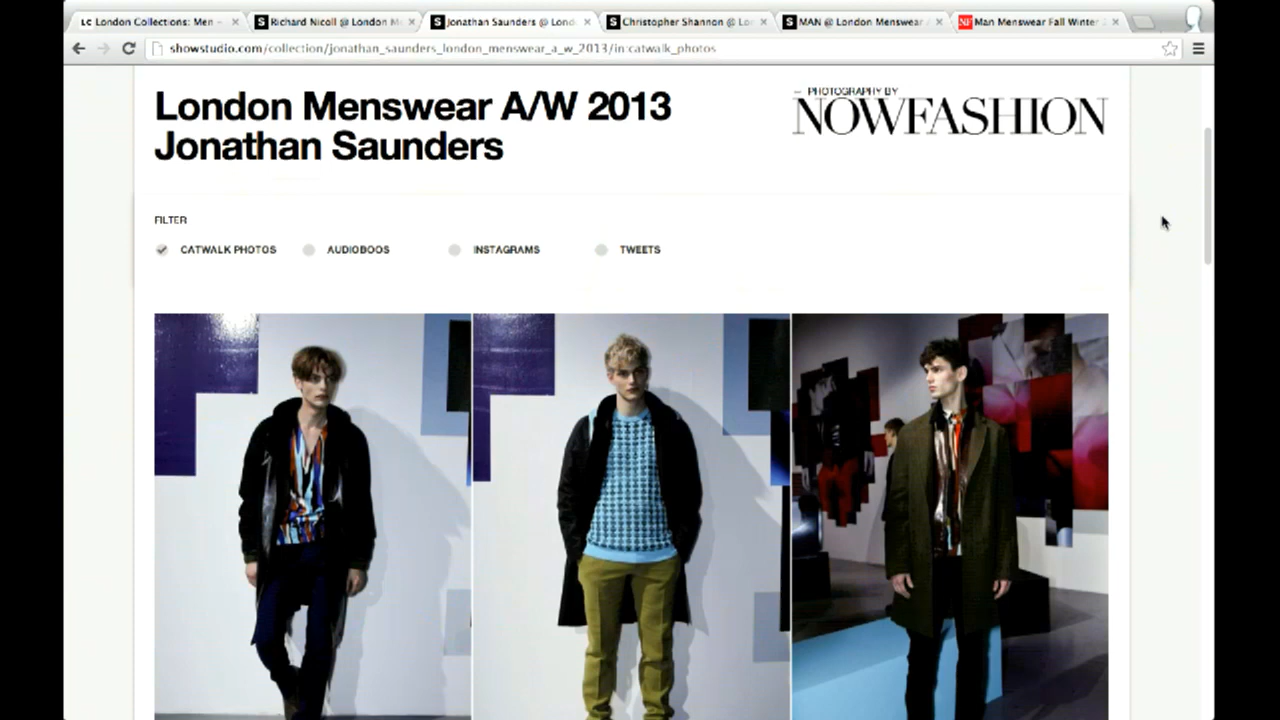 LC London Collections: Men –
Richard Nicoll @ London M
Jonathan Saunders @ Lond
Christopher Shannon @ Lo
MAN @ London Menswear
NF Man Menswear Fall Winter
showstudio.com/collection/jonathan_saunders_london_menswear_a_w_2013/in:catwalk_photos
London Menswear A/W 2013
Jonathan Saunders
– PHOTOGRAPHY BY
NOWFASHION
FILTER
CATWALK PHOTOS
AUDIOBOOS
INSTAGRAMS
TWEETS